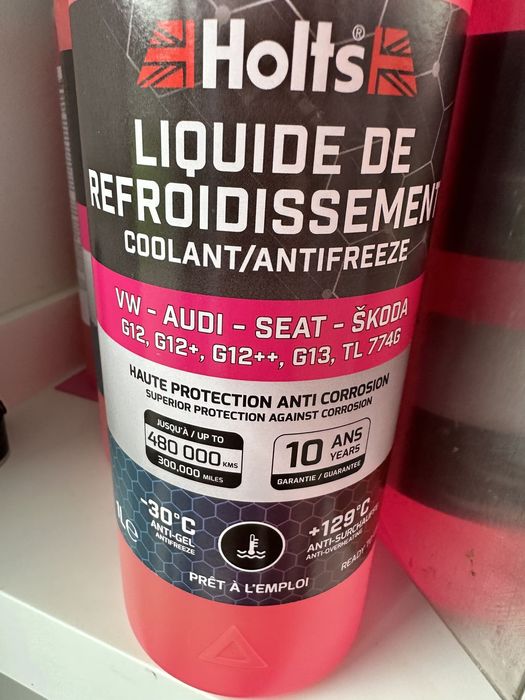 Holts®
LIQUIDE DE
REFROIDISSEMENT
COOLANT/ANTIFREEZE
VW - AUDI - SEAT - ŠKODA
G12, G12+, G12++, G13, TL 774G
HAUTE PROTECTION ANTI CORROSION
SUPERIOR PROTECTION AGAINST CORROSION
JUSQU'À / UP TO
480 000 KMS
300,000 MILES
10 ANS
YEARS
GARANTIE / GUARANTEE
1L℮
-30°C
ANTI-GEL
ANTIFREEZE
+129°C
ANTI-SURCHAUFFE
ANTI-OVERHEATING
PRÊT À L'EMPLOI
READY